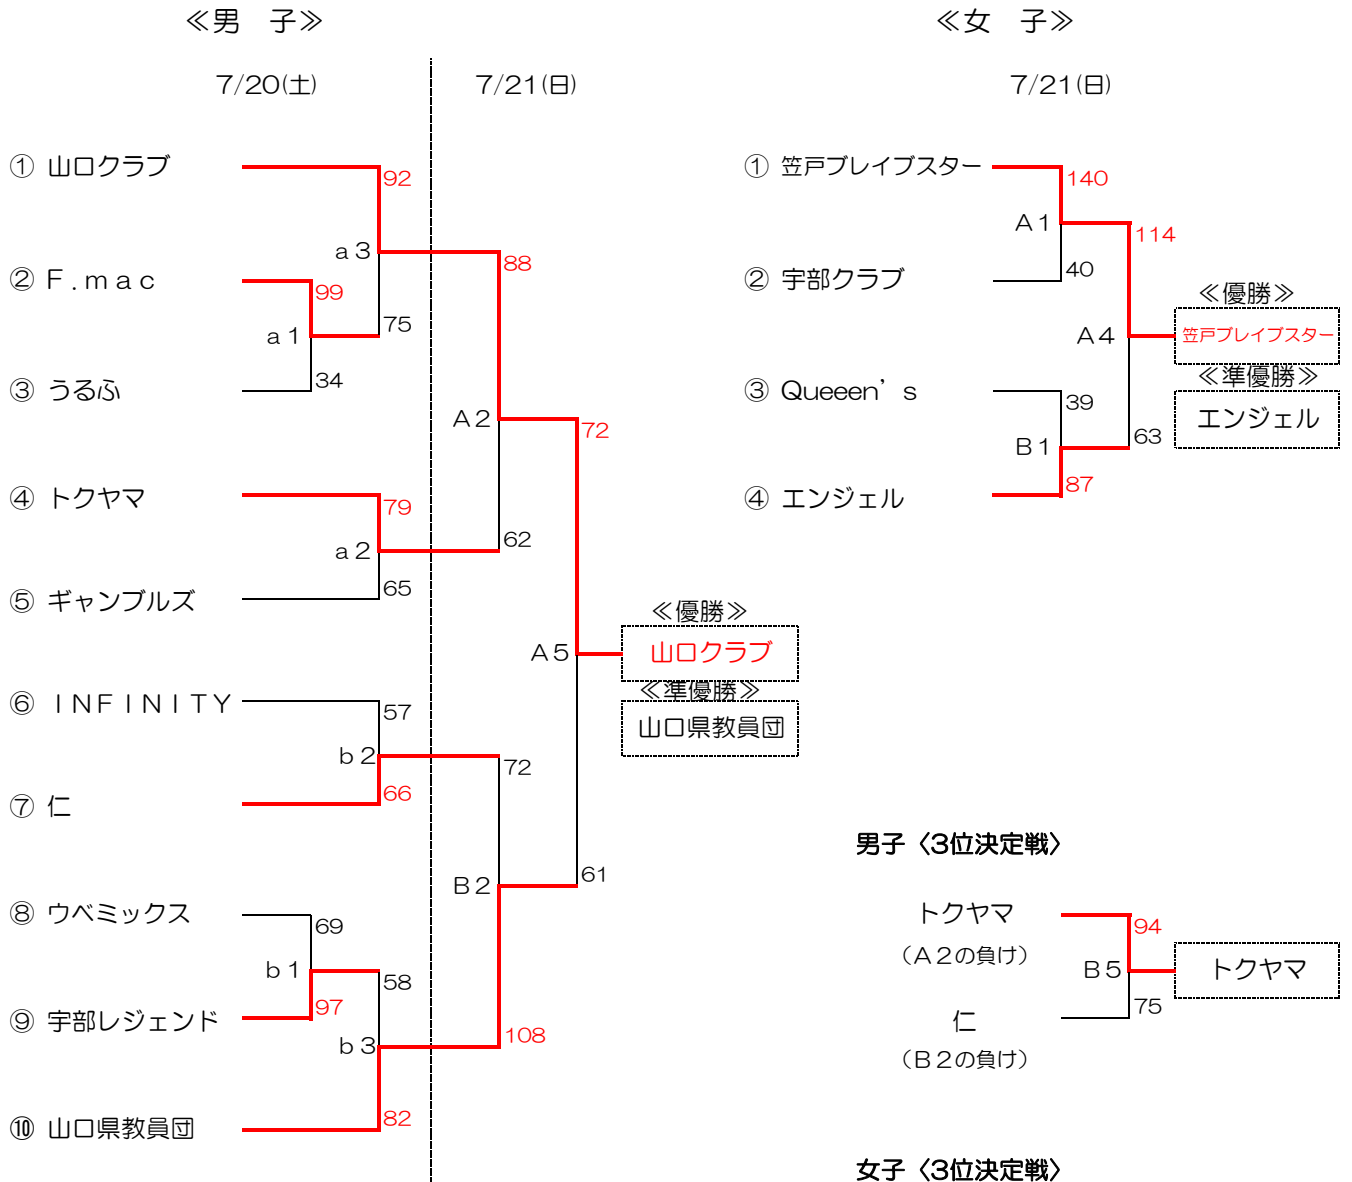 ≪男　子≫
7/20(土)
7/21(日)
① 山口クラブ
92
a３
88
② Ｆ．ｍａｃ
99
a１
75
③ うるふ
34
A２
72
④ トクヤマ
79
a２
62
⑤ ギャンブルズ
65
≪優勝≫
A５
山口クラブ
≪準優勝≫
山口県教員団
⑥ ＩＮＦＩＮＩＴＹ
57
b２
72
⑦ 仁
66
61
B２
⑧ ウベミックス
69
b１
58
⑨ 宇部レジェンド
97
b３
108
⑩ 山口県教員団
82
≪女　子≫
7/21(日)
① 笠戸ブレイブスター
140
A１
114
② 宇部クラブ
40
≪優勝≫
A４
笠戸ブレイブスター
≪準優勝≫
エンジェル
③ Queeen’ s
39
B１
63
④ エンジェル
87
男子〈3位決定戦〉
トクヤマ
94
（A２の負け）
B５
トクヤマ
75
仁
（B２の負け）
女子〈3位決定戦〉